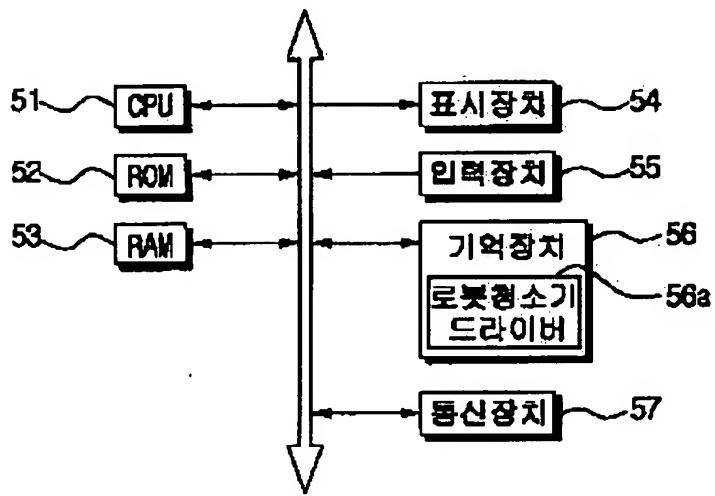 51 CPU
52 ROM
53 RAM
표시장치 54
입력장치 55
기억장치 56
로봇청소기 56a
드라이버
통신장치 57